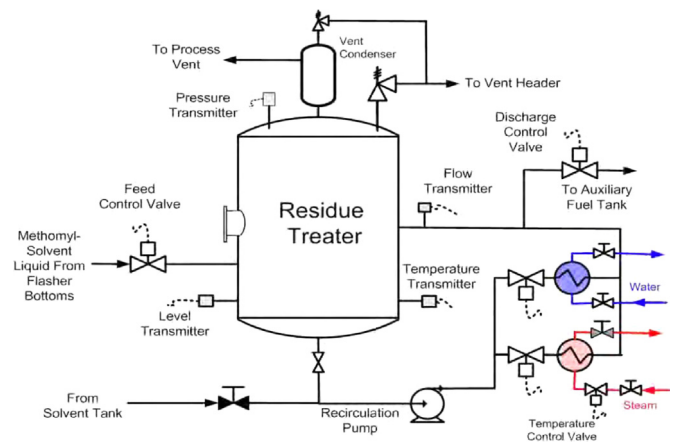 Vent
Condenser
To Process
Vent
To Vent Header
Pressure
Transmitter
Discharge
Control
Valve
Flow
Transmitter
To Auxiliary
Fuel Tank
Feed
Control Valve
Residue
Treater
Methomyl-
Solvent
Liquid From
Flasher
Bottoms
Temperature
Transmitter
Water
Level
Transmitter
From
Solvent Tank
Recirculation
Pump
Steam
Temperature
Control Valve